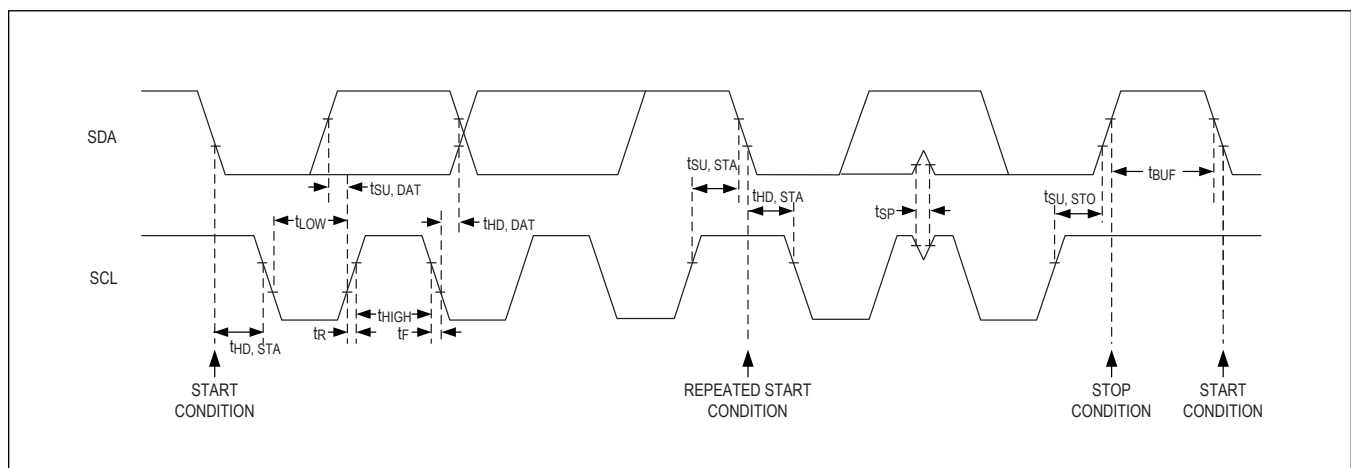 SDA
tSU, DAT
tLOW
tHD, DAT
tSU, STA
tHD, STA
tSP
tSU, STO
tBUF
SCL
tHD, STA
tR
tHIGH
tF
START
CONDITION
REPEATED START
CONDITION
STOP
CONDITION
START
CONDITION